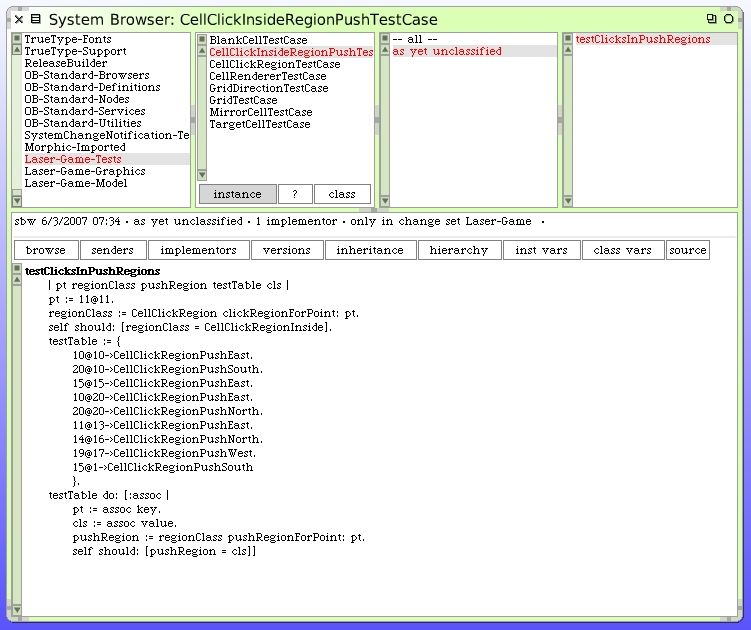 System Browser: CellClickInsideRegionPushTestCase
TrueType-Fonts
TrueType-Support
ReleaseBuilder
OB-Standard-Browsers
OB-Standard-Definitions
OB-Standard-Nodes
OB-Standard-Services
OB-Standard-Utilities
SystemChangeNotification-Te
Morphic-Imported
Laser-Game-Tests
Laser-Game-Graphics
Laser-Game-Model
BlankCellTestCase
CellClickInsideRegionPushTes
CellClickRegionTestCase
CellRendererTestCase
GridDirectionTestCase
GridTestCase
MirrorCellTestCase
TargetCellTestCase
instance ? class
-- all --
as yet unclassified
testClicksInPushRegions
sbw 6/3/2007 07:34 · as yet unclassified · 1 implementor · only in change set Laser-Game ·
browse senders implementors versions inheritance hierarchy inst vars class vars source
testClicksInPushRegions
| pt regionClass pushRegion testTable cls |
pt := 11@11.
regionClass := CellClickRegion clickRegionForPoint: pt.
self should: [regionClass = CellClickRegionInside].
testTable := {
10@10->CellClickRegionPushEast.
20@10->CellClickRegionPushSouth.
15@15->CellClickRegionPushEast.
10@20->CellClickRegionPushEast.
20@20->CellClickRegionPushNorth.
11@13->CellClickRegionPushEast.
14@16->CellClickRegionPushNorth.
19@17->CellClickRegionPushWest.
15@1->CellClickRegionPushSouth
}.
testTable do: [:assoc |
pt := assoc key.
cls := assoc value.
pushRegion := regionClass pushRegionForPoint: pt.
self should: [pushRegion = cls]]